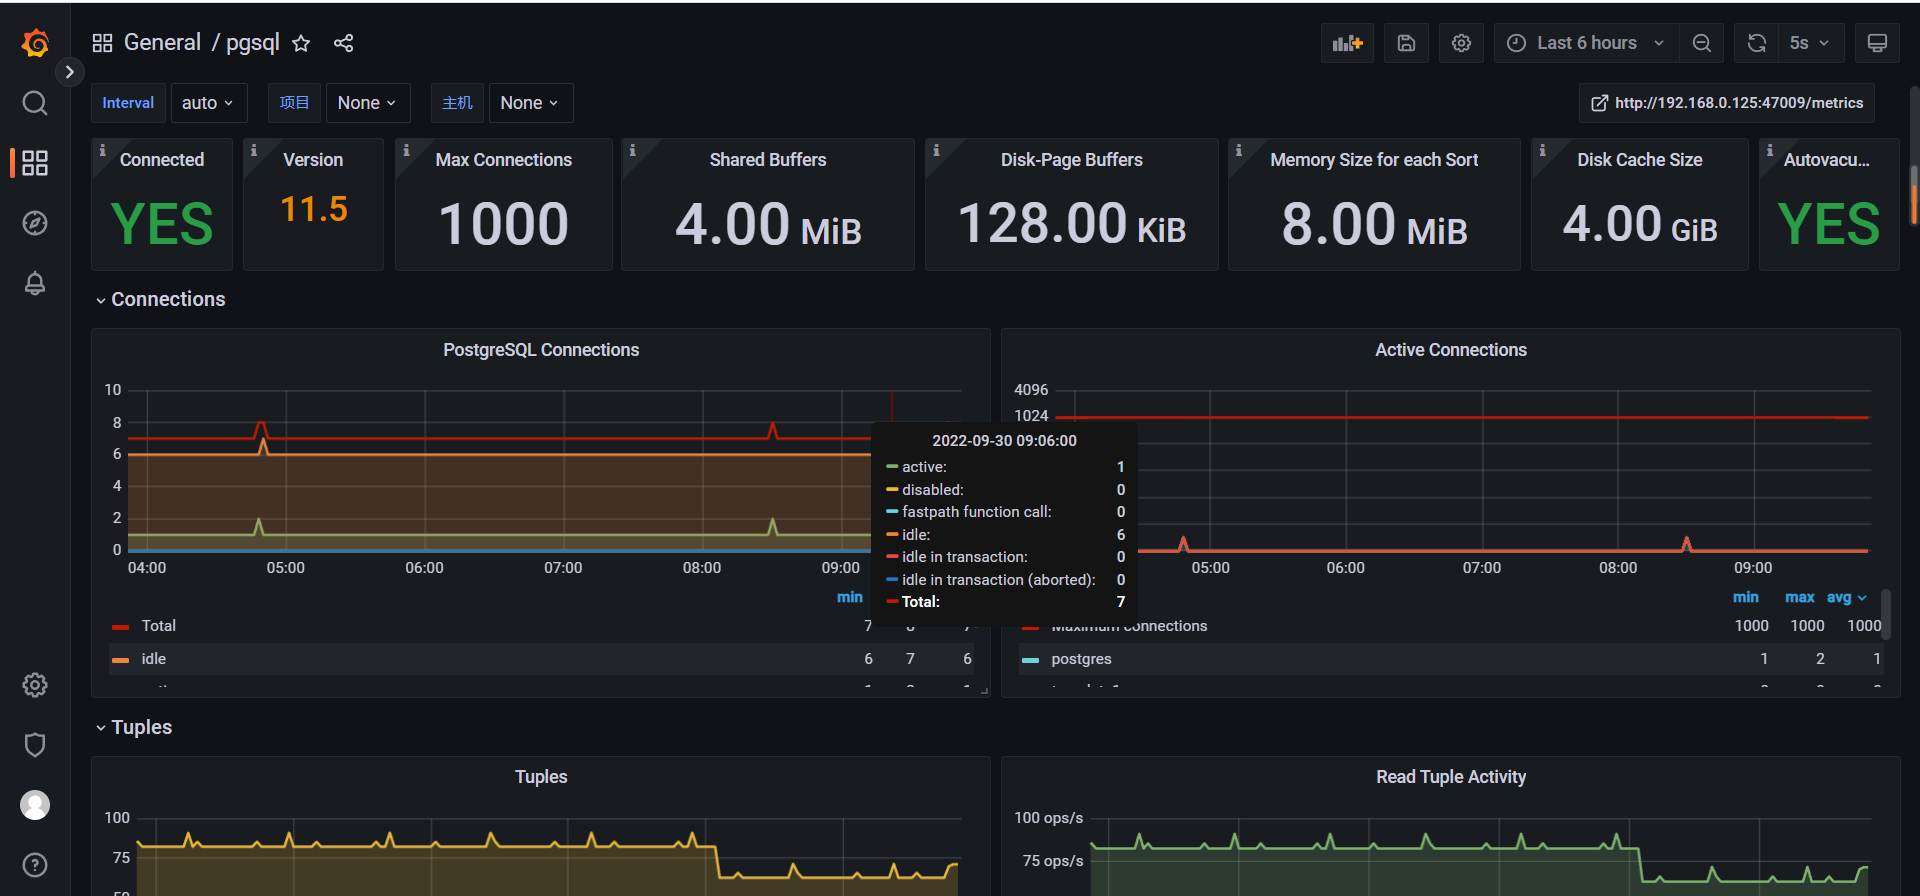 General / pgsql
Last 6 hours
5s
Interval auto 项目 None 主机 None
http://192.168.0.125:47009/metrics
Connected
YES
Version
11.5
Max Connections
1000
Shared Buffers
4.00 MiB
Disk-Page Buffers
128.00 KiB
Memory Size for each Sort
8.00 MiB
Disk Cache Size
4.00 GiB
Autovacu...
YES
Connections
PostgreSQL Connections
10
8
6
4
2
0
04:00 05:00 06:00 07:00 08:00 09:00
min
Total 7
idle 6 7 6
2022-09-30 09:06:00
active: 1
disabled: 0
fastpath function call: 0
idle: 6
idle in transaction: 0
idle in transaction (aborted): 0
Total: 7
Active Connections
4096
1024
05:00 06:00 07:00 08:00 09:00
min max avg
Maximum connections 1000 1000 1000
postgres 1 2 1
Tuples
Tuples
100
75
50
Read Tuple Activity
100 ops/s
75 ops/s